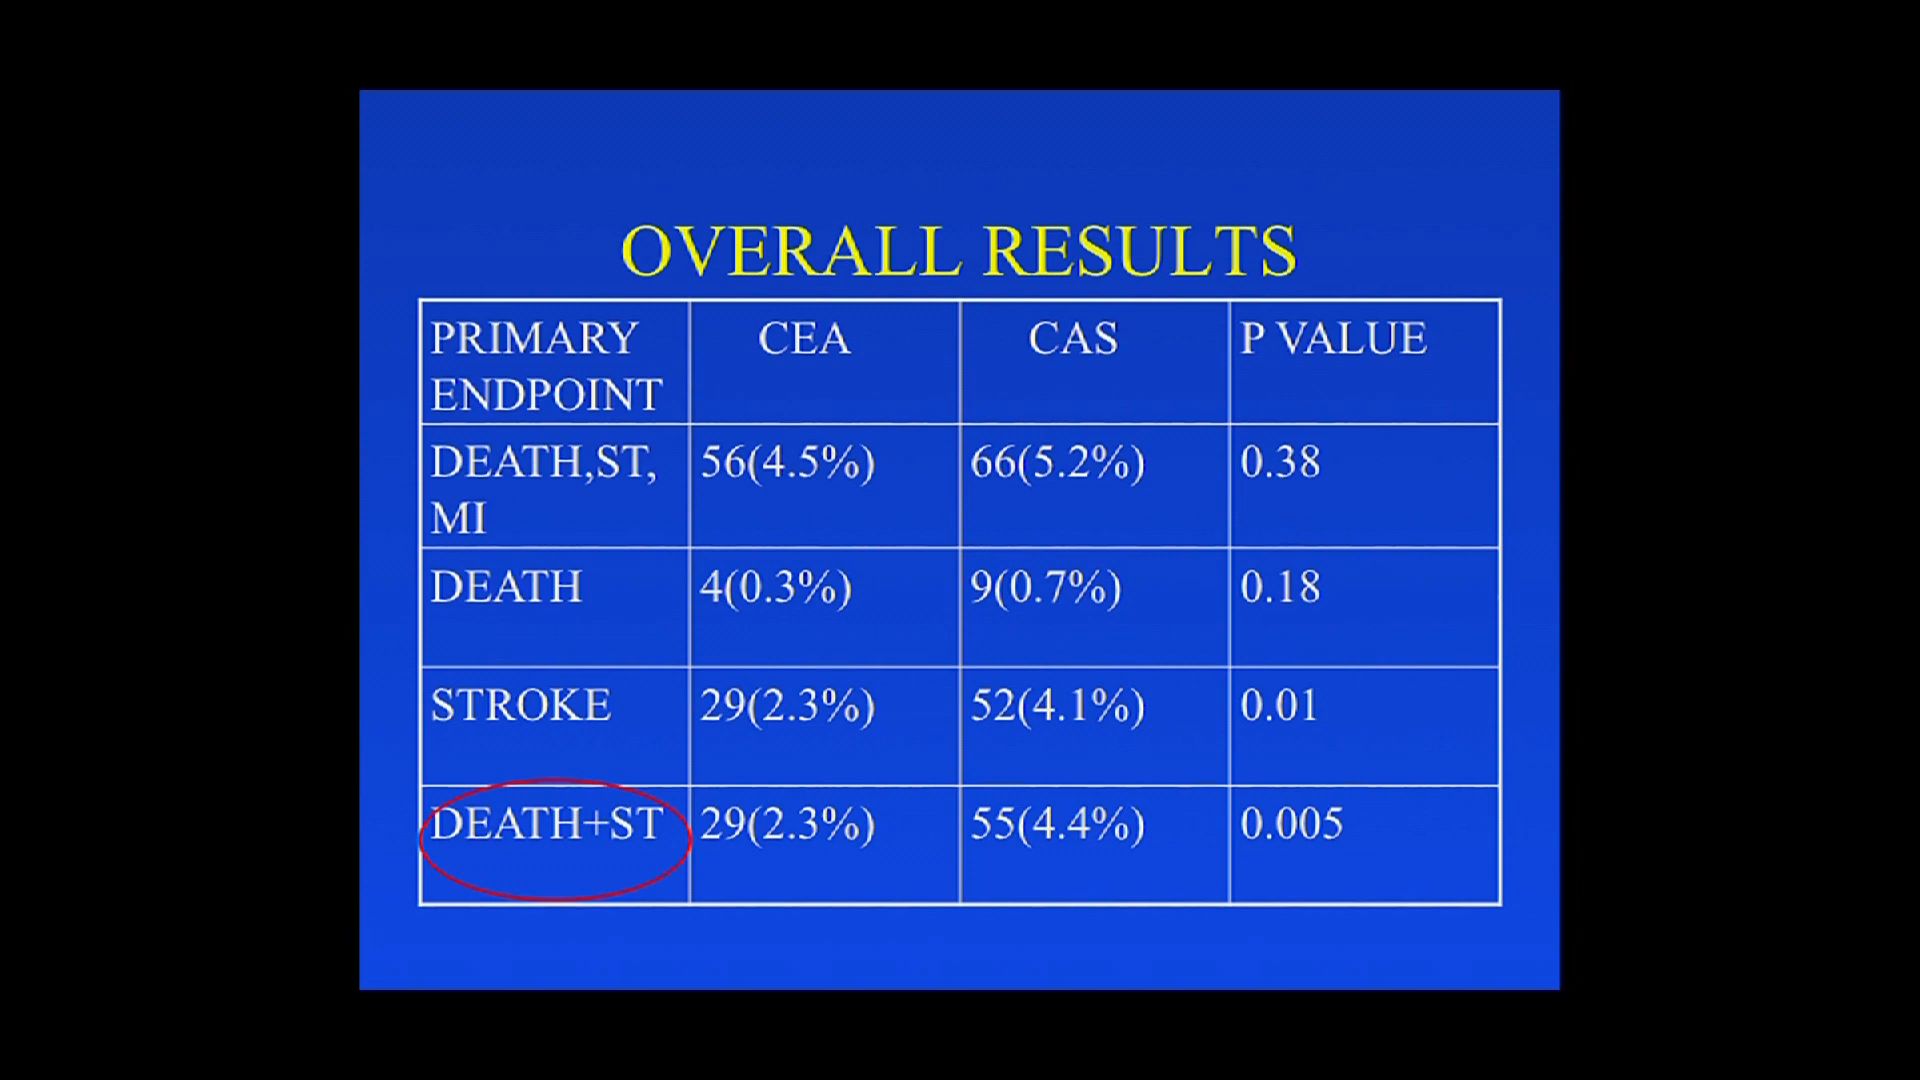 OVERALL RESULTS
PRIMARY ENDPOINT CEA CAS P VALUE
DEATH,ST, MI 56(4.5%) 66(5.2%) 0.38
DEATH 4(0.3%) 9(0.7%) 0.18
STROKE 29(2.3%) 52(4.1%) 0.01
DEATH+ST 29(2.3%) 55(4.4%) 0.005